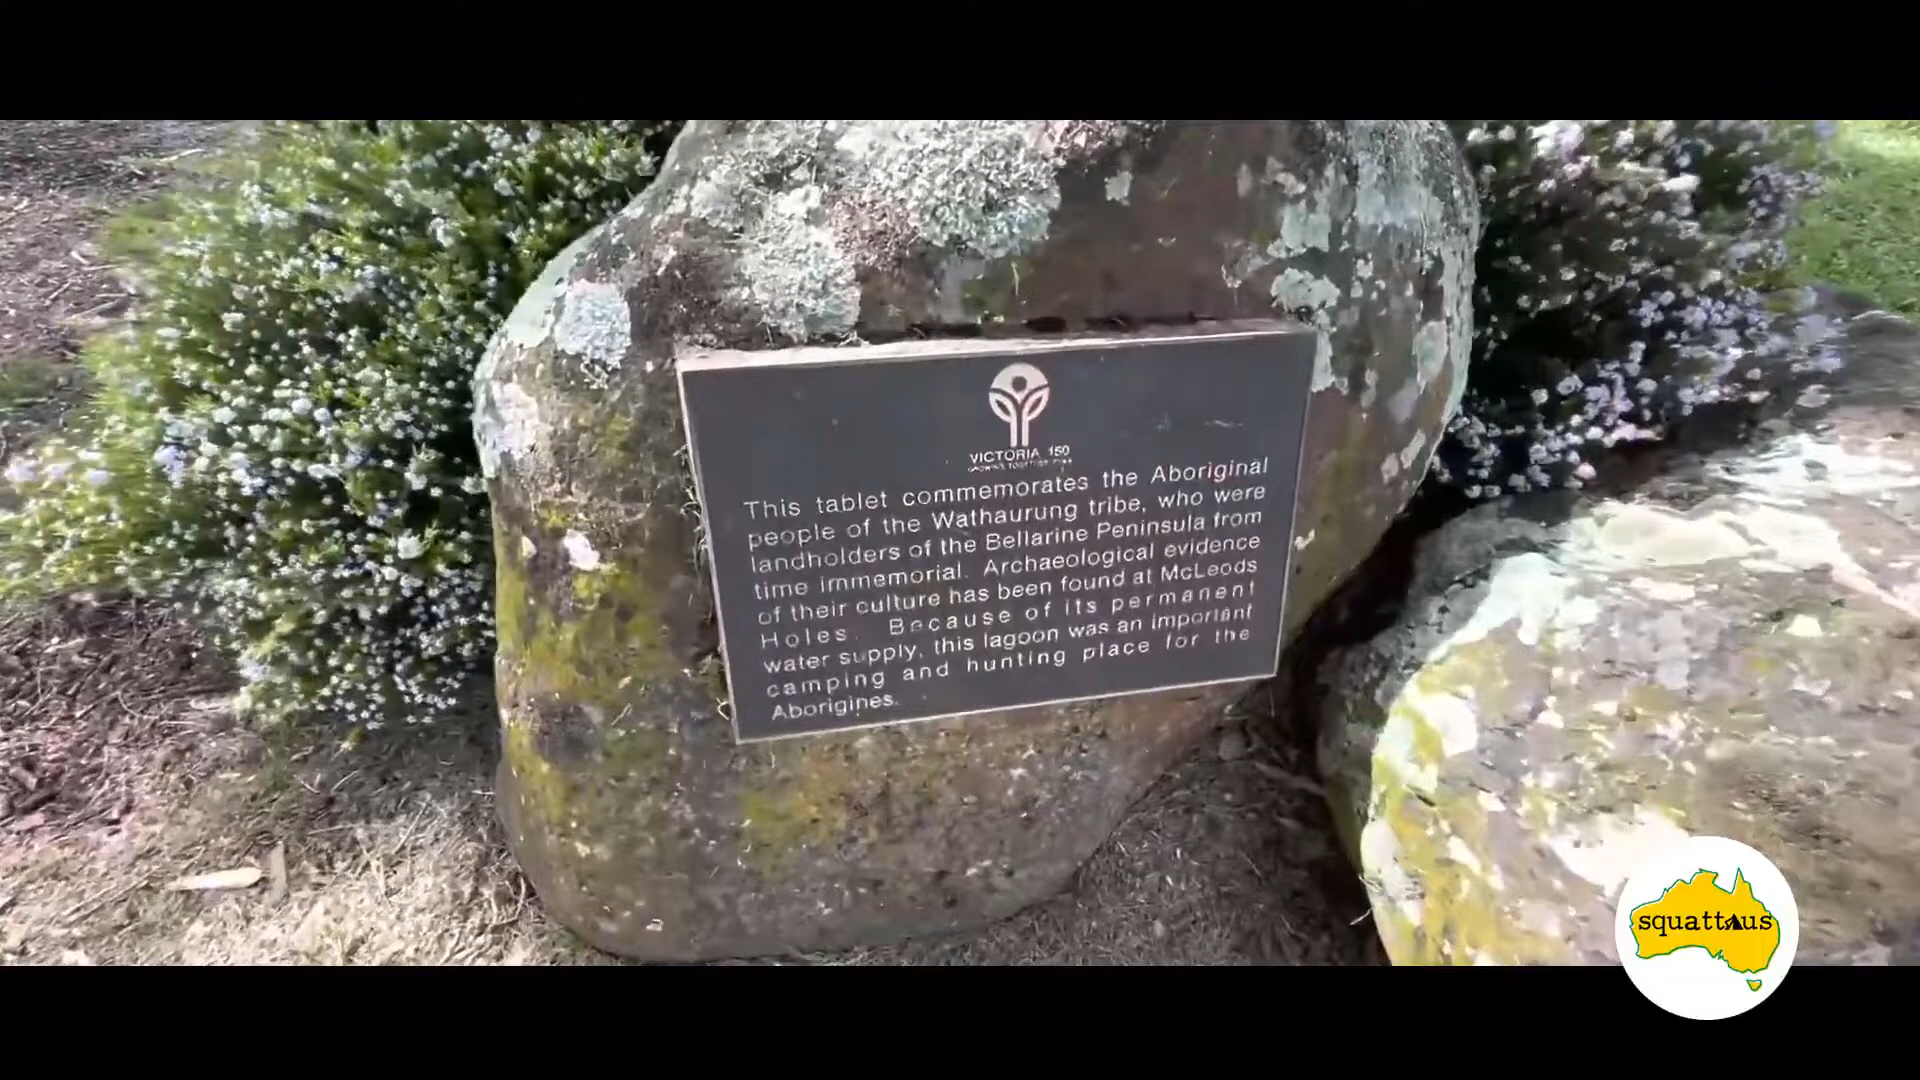 VICTORIA 150
GROWING TOGETHER
This tablet commemorates the Aboriginal
people of the Wathaurung tribe, who were
landholders of the Bellarine Peninsula from
time immemorial. Archaeological evidence
of their culture has been found at McLeods
Holes. Because of its permanent
water supply, this lagoon was an important
camping and hunting place for the
Aborigines.
squattaus